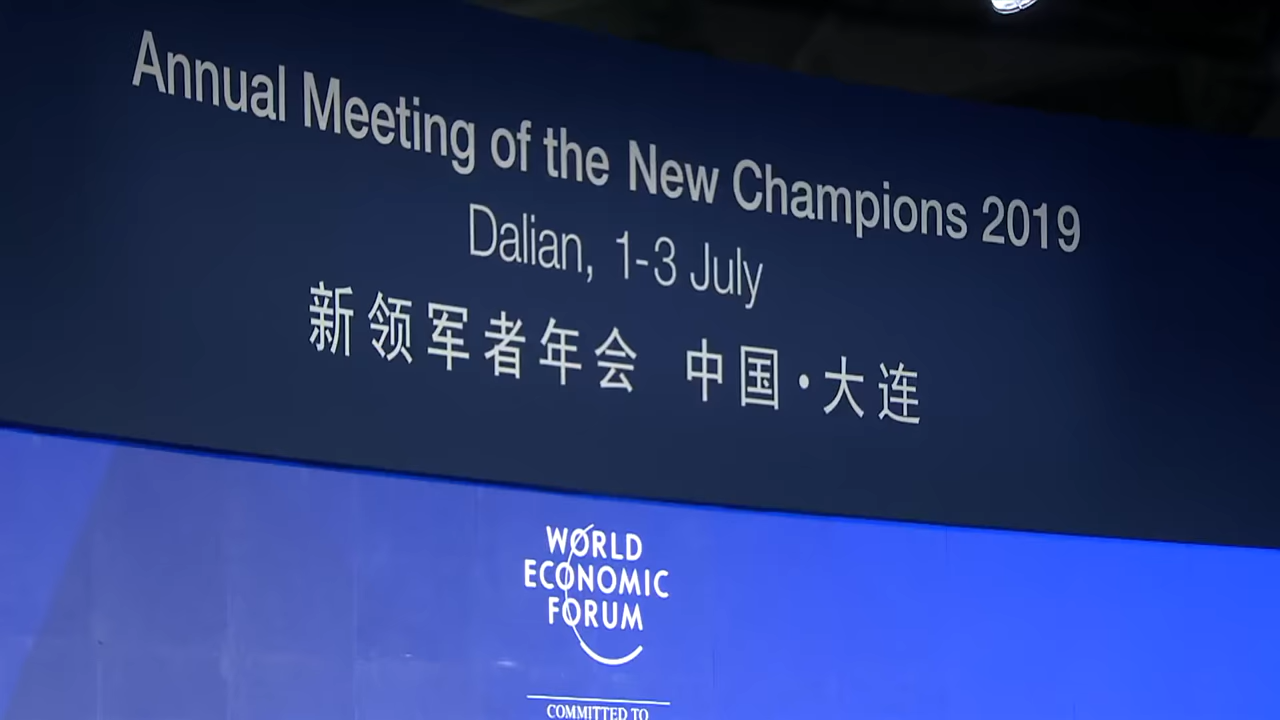 Annual Meeting of the New Champions 2019
Dalian, 1-3 July
新领军者年会 中国·大连
WORLD
ECONOMIC
FORUM
COMMITTED TO